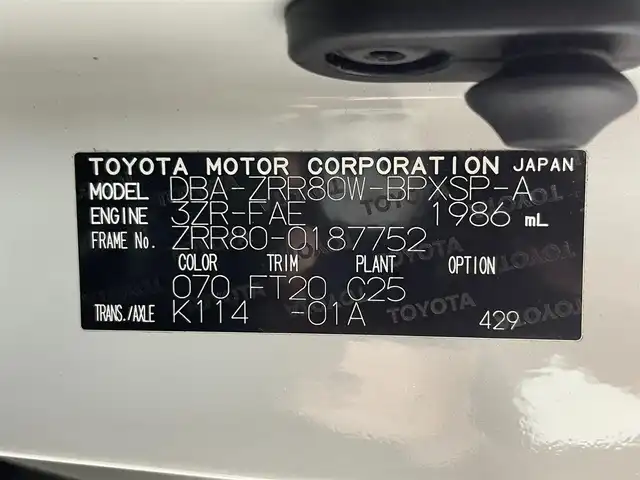 TOYOTA MOTOR CORPORATION JAPAN
MODEL DBA-ZRR80W-BPXSP-A
ENGINE 3ZR-FAE 1986 mL
FRAME No. ZRR80-0187752
COLOR TRIM PLANT OPTION
070 FT20 C25
TRANS./AXLE K114 -01A 429
TOYOTA